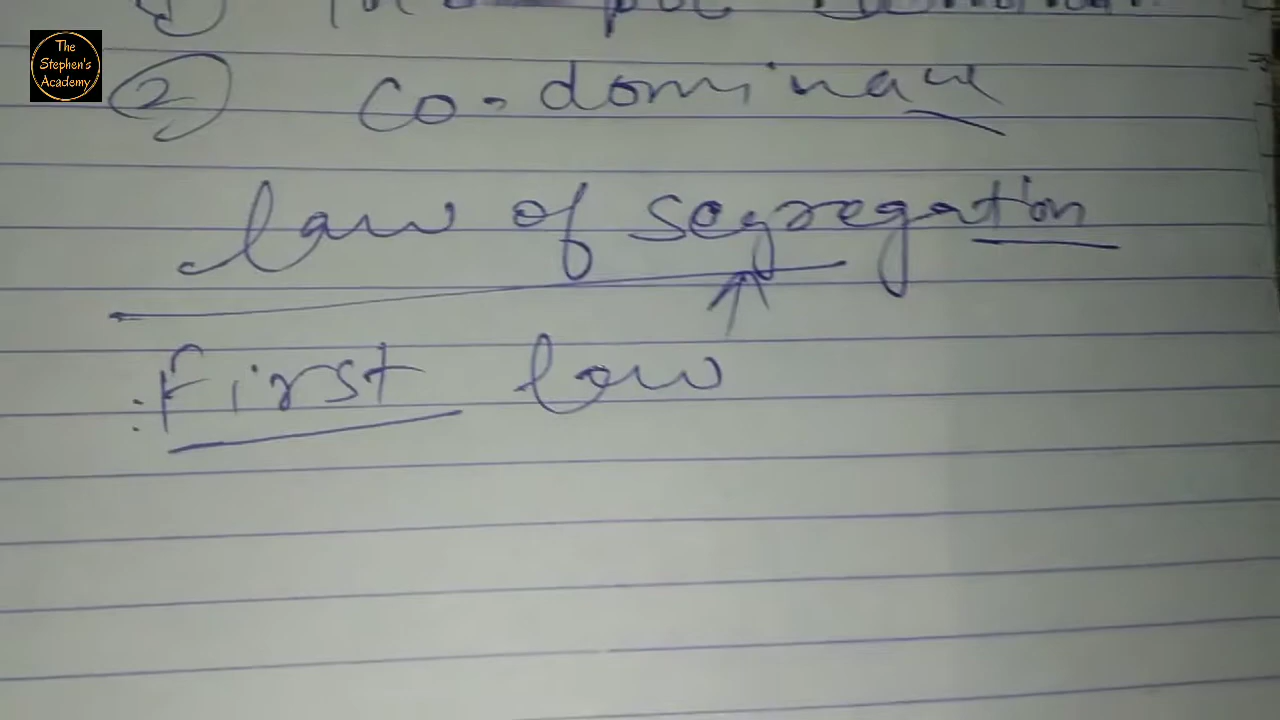 The
Stephen's
Academy
② Co-dominance
law of segregation
: First law